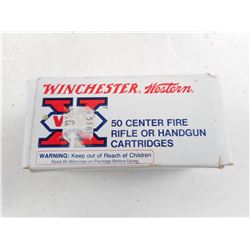 WINCHESTER Western
X
50 CENTER FIRE
RIFLE OR HANDGUN
CARTRIDGES
WARNING: Keep out of Reach of Children
Read All Warnings on Package Before Using.